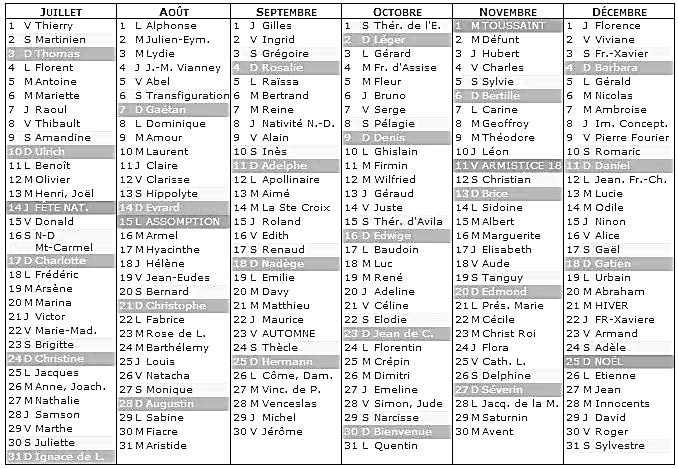 JUILLET
1 V Thierry
2 S Martinien
3 D Thomas
4 L Florent
5 M Antoine
6 M Mariette
7 J Raoul
8 V Thibault
9 S Amandine
10 D Ulrich
11 L Benoît
12 M Olivier
13 M Henri, Joël
14 J FÊTE NAT.
15 V Donald
16 S N-D
Mt-Carmel
17 D Charlotte
18 L Frédéric
19 M Arsène
20 M Marina
21 J Victor
22 V Marie-Mad.
23 S Brigitte
24 D Christine
25 L Jacques
26 M Anne, Joach.
27 M Nathalie
28 J Samson
29 V Marthe
30 S Juliette
31 D Ignace de L.
AOÛT
1 L Alphonse
2 M Julien-Eym.
3 M Lydie
4 J J.-M. Vianney
5 V Abel
6 S Transfiguration
7 D Gaétan
8 L Dominique
9 M Amour
10 M Laurent
11 J Claire
12 V Clarisse
13 S Hippolyte
14 D Evrard
15 L ASSOMPTION
16 M Armel
17 M Hyacinthe
18 J Hélène
19 V Jean-Eudes
20 S Bernard
21 D Christophe
22 L Fabrice
23 M Rose de L.
24 M Barthélemy
25 J Louis
26 V Natacha
27 S Monique
28 D Augustin
29 L Sabine
30 M Fiacre
31 M Aristide
SEPTEMBRE
1 J Gilles
2 V Ingrid
3 S Grégoire
4 D Rosalie
5 L Raïssa
6 M Bertrand
7 M Reine
8 J Nativité N.-D.
9 V Alain
10 S Inès
11 D Adelphe
12 L Apollinaire
13 M Aimé
14 M La Ste Croix
15 J Roland
16 V Edith
17 S Renaud
18 D Nadège
19 L Emilie
20 M Davy
21 M Matthieu
22 J Maurice
23 V AUTOMNE
24 S Thècle
25 D Hermann
26 L Côme, Dam.
27 M Vinc. de P.
28 M Venceslas
29 J Michel
30 V Jérôme
OCTOBRE
1 S Thér. de l'E.
2 D Léger
3 L Gérard
4 M Fr. d'Assise
5 M Fleur
6 J Bruno
7 V Serge
8 S Pélagie
9 D Denis
10 L Ghislain
11 M Firmin
12 M Wilfried
13 J Géraud
14 V Juste
15 S Thér. d'Avila
16 D Edwige
17 L Baudoin
18 M Luc
19 M René
20 J Adeline
21 V Céline
22 S Elodie
23 D Jean de C.
24 L Florentin
25 M Crépin
26 M Dimitri
27 J Emeline
28 V Simon, Jude
29 S Narcisse
30 D Bienvenue
31 L Quentin
NOVEMBRE
1 M TOUSSAINT
2 M Défunt
3 J Hubert
4 V Charles
5 S Sylvie
6 D Bertille
7 L Carine
8 M Geoffroy
9 M Théodore
10 J Léon
11 V ARMISTICE 18
12 S Christian
13 D Brice
14 L Sidoine
15 M Albert
16 M Marguerite
17 J Elisabeth
18 V Aude
19 S Tanguy
20 D Edmond
21 L Prés. Marie
22 M Cécile
23 M Christ Roi
24 J Flora
25 V Cath. L.
26 S Delphine
27 D Séverin
28 L Jacq. de la M.
29 M Saturnin
30 M Avent
DÉCEMBRE
1 J Florence
2 V Viviane
3 S Fr.-Xavier
4 D Barbara
5 L Gérald
6 M Nicolas
7 M Ambroise
8 J Im. Concept.
9 V Pierre Fourier
10 S Romaric
11 D Daniel
12 L Jean. Fr.-Ch.
13 M Lucie
14 M Odile
15 J Ninon
16 V Alice
17 S Gaël
18 D Gatien
19 L Urbain
20 M Abraham
21 M HIVER
22 J FR-Xaviere
23 V Armand
24 S Adèle
25 D NOËL
26 L Etienne
27 M Jean
28 M Innocents
29 J David
30 V Roger
31 S Sylvestre